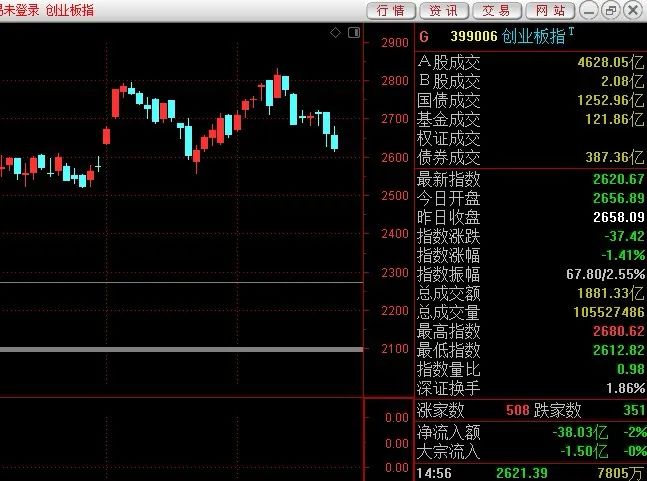 易未登录 创业板指
行情 资讯 交易 网站
G 399006 创业板指T
A股成交 4628.05亿
B股成交 2.08亿
国债成交 1252.96亿
基金成交 121.86亿
权证成交
债券成交 387.36亿
最新指数 2620.67
今日开盘 2656.89
昨日收盘 2658.09
指数涨跌 -37.42
指数涨幅 -1.41%
指数振幅 67.80/2.55%
总成交额 1881.33亿
总成交量 105527486
最高指数 2680.62
最低指数 2612.82
指数量比 0.98
深证换手 1.86%
涨家数 508 跌家数 351
净流入额 -38.03亿 -2%
大宗流入 -1.50亿 -0%
14:56 2621.39 7805万
2900
2800
2700
2600
2500
2400
2300
2200
2100
0.00
0.00
0.00